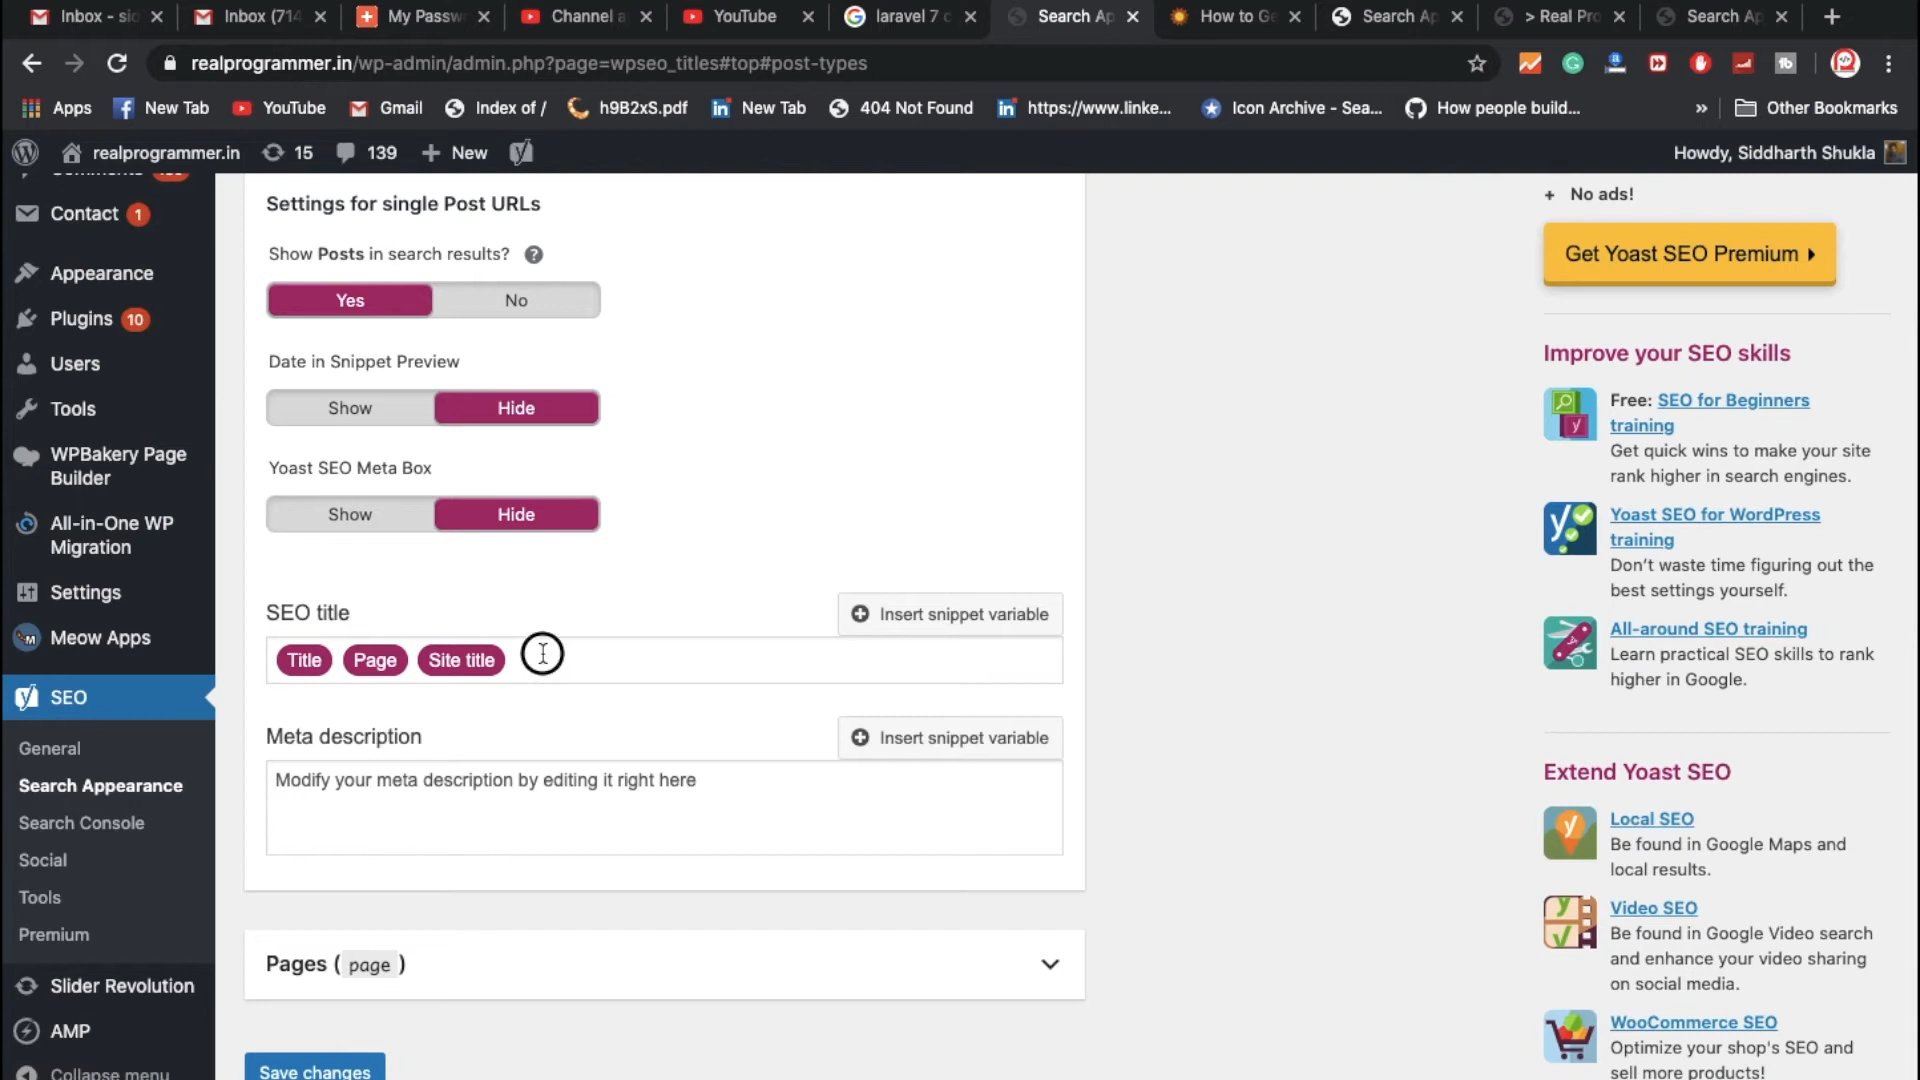 Inbox - sid
Inbox (714
My Passw
Channel a
YouTube
laravel 7 c
Search Ap
How to Ge
Search Ap
> Real Pro
Search Ap
realprogrammer.in/wp-admin/admin.php?page=wpseo_titles#top#post-types
Apps
New Tab
YouTube
Gmail
Index of /
h9B2xS.pdf
New Tab
404 Not Found
https://www.linke...
Icon Archive - Sea...
How people build...
»
Other Bookmarks
realprogrammer.in
15
139
New
Howdy, Siddharth Shukla
Comments
Contact 1
Appearance
Plugins 10
Users
Tools
WPBakery Page
Builder
All-in-One WP
Migration
Settings
Meow Apps
SEO
General
Search Appearance
Search Console
Social
Tools
Premium
Slider Revolution
AMP
Collapse menu
Settings for single Post URLs
Show Posts in search results? ?
Yes
No
Date in Snippet Preview
Show
Hide
Yoast SEO Meta Box
Show
Hide
SEO title
Insert snippet variable
Title
Page
Site title
Meta description
Insert snippet variable
Modify your meta description by editing it right here
Pages ( page )
Save changes
+ No ads!
Get Yoast SEO Premium
Improve your SEO skills
Free: SEO for Beginners
training
Get quick wins to make your site
rank higher in search engines.
Yoast SEO for WordPress
training
Don't waste time figuring out the
best settings yourself.
All-around SEO training
Learn practical SEO skills to rank
higher in Google.
Extend Yoast SEO
Local SEO
Be found in Google Maps and
local results.
Video SEO
Be found in Google Video search
and enhance your video sharing
on social media.
WooCommerce SEO
Optimize your shop's SEO and
sell more products!